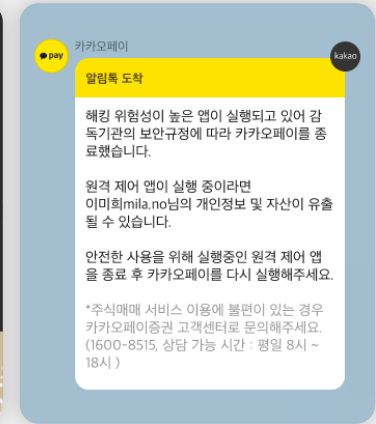 pay
카카오페이
kakao
알림톡 도착
해킹 위험성이 높은 앱이 실행되고 있어 감
독기관의 보안규정에 따라 카카오페이를 종
료했습니다.
원격 제어 앱이 실행 중이라면
이미희mila.no님의 개인정보 및 자산이 유출
될 수 있습니다.
안전한 사용을 위해 실행중인 원격 제어 앱
을 종료 후 카카오페이를 다시 실행해주세요.
*주식매매 서비스 이용에 불편이 있는 경우
카카오페이증권 고객센터로 문의해주세요.
(1600-8515, 상담 가능 시간 : 평일 8시 ~
18시 )